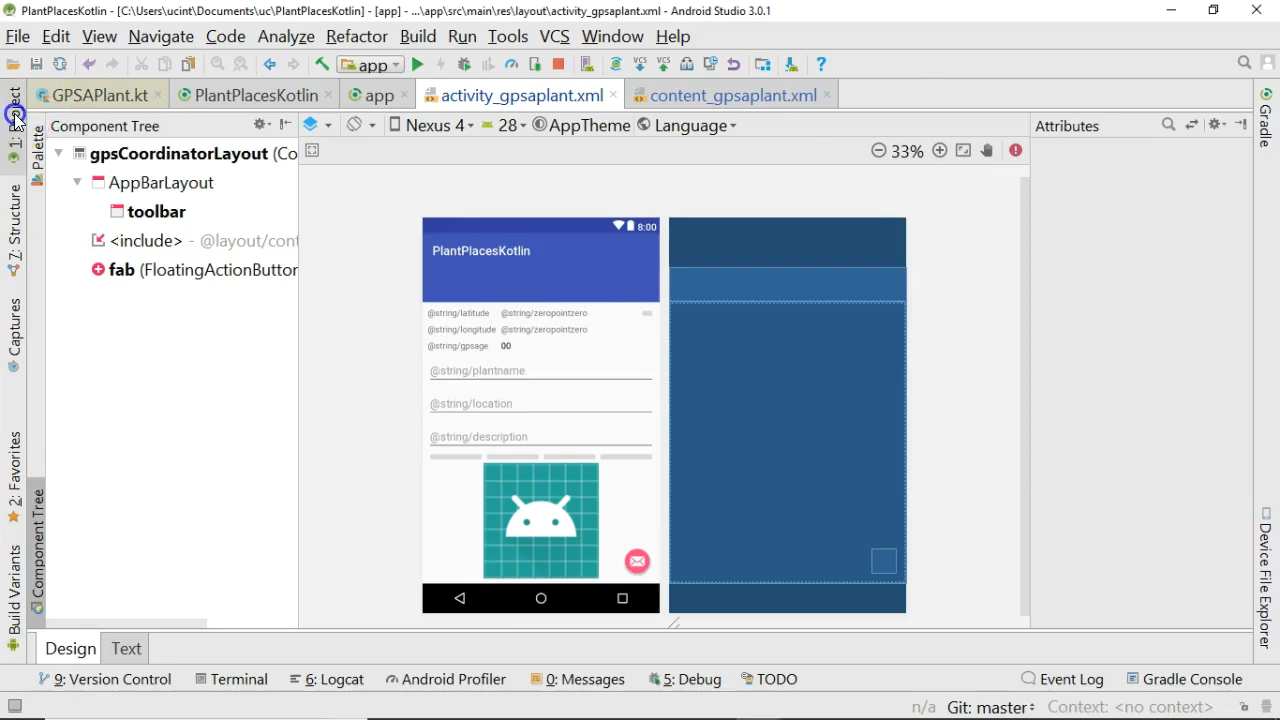 PlantPlacesKotlin - [C:\Users\ucint\Documents\uc\PlantPlacesKotlin] - [app] - ...\app\src\main\res\layout\activity_gpsaplant.xml - Android Studio 3.0.1
File Edit View Navigate Code Analyze Refactor Build Run Tools VCS Window Help
app
GPSAPlant.kt PlantPlacesKotlin app activity_gpsaplant.xml content_gpsaplant.xml
Component Tree Nexus 4 28 AppTheme Language Attributes
33%
gpsCoordinatorLayout (Co
AppBarLayout
toolbar
<include> - @layout/cont
fab (FloatingActionButton
8:00
PlantPlacesKotlin
@string/latitude @string/zeropointzero
@string/longitude @string/zeropointzero
@string/gpsage 00
@string/plantname
@string/location
@string/description
1: Project
Palette
Z: Structure
Captures
2: Favorites
Component Tree
Build Variants
Gradle
Device File Explorer
Design Text
9: Version Control Terminal 6: Logcat Android Profiler 0: Messages 5: Debug TODO Event Log Gradle Console
n/a Git: master Context: <no context>